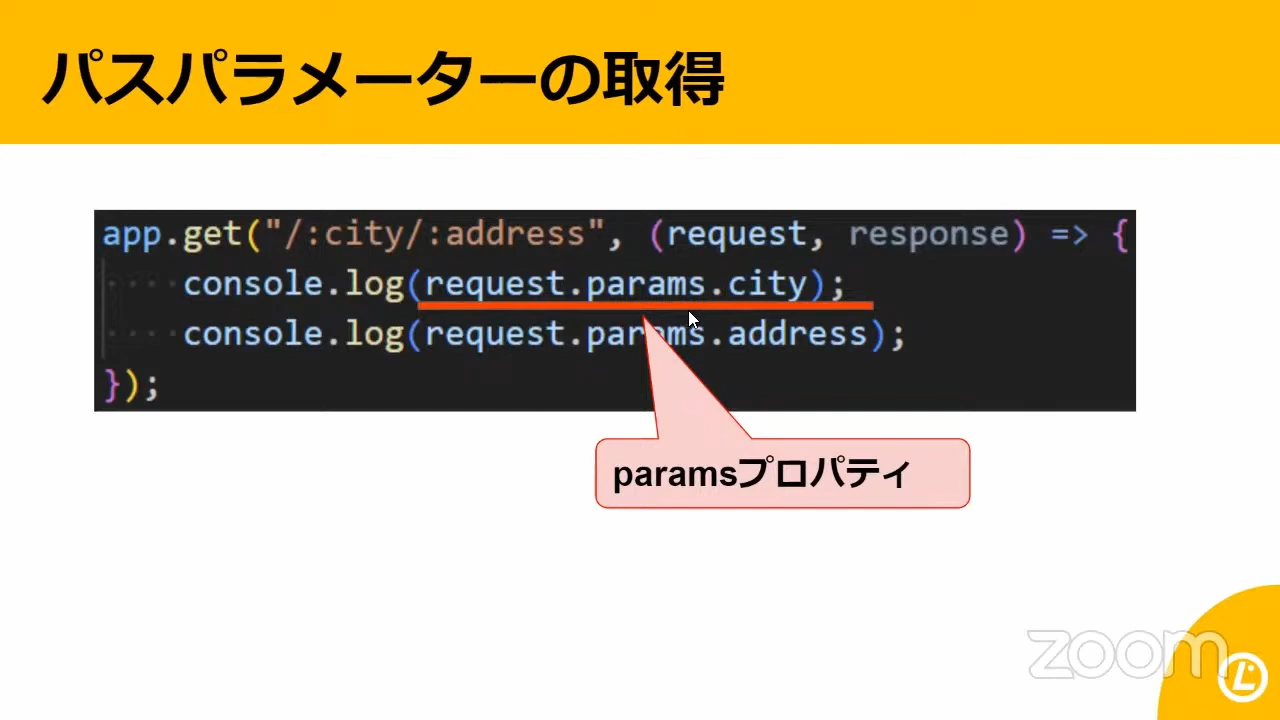 パスパラメーターの取得
app.get("/:city/:address", (request, response) => {
    console.log(request.params.city);
    console.log(request.params.address);
});
paramsプロパティ
zoom
L